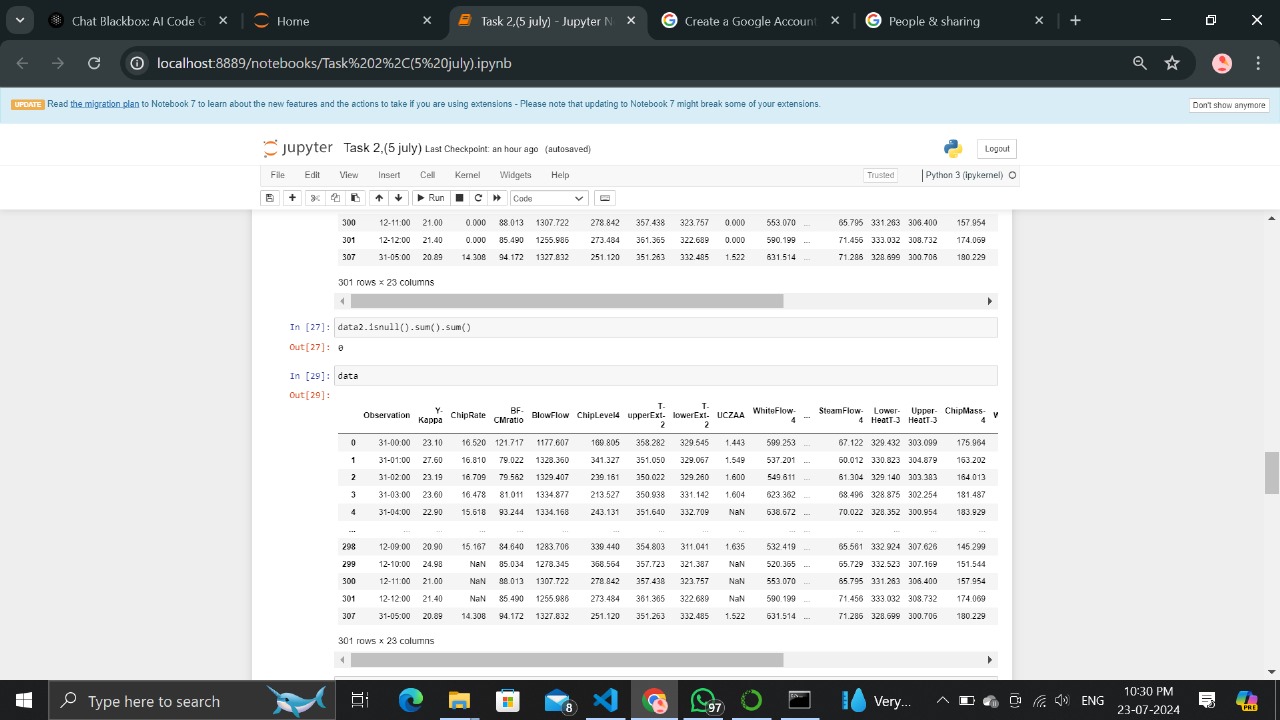 Chat Blackbox: AI Code G
Home
Task 2,(5 july) - Jupyter N
Create a Google Account
People & sharing
localhost:8889/notebooks/Task%202%2C(5%20july).ipynb
UPDATE Read the migration plan to Notebook 7 to learn about the new features and the actions to take if you are using extensions - Please note that updating to Notebook 7 might break some of your extensions.
Don't show anymore
jupyter Task 2,(5 july) Last Checkpoint: an hour ago (autosaved)
Logout
File Edit View Insert Cell Kernel Widgets Help
Trusted Python 3 (ipykernel)
Run Code
300 12-11:00 21.00 0.000 88.013 1307.722 278.842 357.438 323.757 0.000 553.070 ... 65.795 331.263 306.400 157.954
301 12-12:00 21.40 0.000 85.490 1255.986 273.484 361.365 322.689 0.000 590.199 ... 71.456 333.032 308.732 174.069
307 31-05:00 20.89 14.308 94.172 1327.832 251.120 351.263 332.485 1.522 631.514 ... 71.286 328.699 300.706 180.229
301 rows × 23 columns
In [27]: data2.isnull().sum().sum()
Out[27]: 0
In [29]: data
Out[29]:
Observation Y-Kappa ChipRate BF-CMratio BlowFlow ChipLevel4 T-upperExt-2 T-lowerExt-2 UCZAA WhiteFlow-4 ... SteamFlow-4 Lower-HeatT-3 Upper-HeatT-3 ChipMass-4 W
0 31-00:00 23.10 16.520 121.717 1177.607 169.805 358.282 329.545 1.443 599.253 ... 67.122 329.432 303.099 175.964
1 31-01:00 27.60 16.810 79.022 1328.360 341.327 351.050 329.067 1.549 537.201 ... 60.012 330.823 304.879 163.202
2 31-02:00 23.19 16.709 79.562 1329.407 239.161 350.022 329.260 1.600 549.611 ... 61.304 329.140 303.383 164.013
3 31-03:00 23.60 16.478 81.011 1334.877 213.527 350.938 331.142 1.604 623.362 ... 68.496 328.875 302.254 181.487
4 31-04:00 22.90 15.618 93.244 1334.168 243.131 351.640 332.709 NaN 638.672 ... 70.022 328.352 300.954 183.929
... ... ... ... ... ... ... ... ... ... ... ... ... ... ... ...
298 12-09:00 20.90 15.167 84.640 1283.706 339.440 354.803 311.041 1.635 532.419 ... 65.561 332.924 307.626 145.299
299 12-10:00 24.98 NaN 85.034 1278.345 368.564 357.723 321.387 NaN 520.365 ... 65.729 332.523 307.169 151.544
300 12-11:00 21.00 NaN 88.013 1307.722 278.842 357.438 323.757 NaN 553.070 ... 65.795 331.263 306.400 157.954
301 12-12:00 21.40 NaN 85.490 1255.986 273.484 361.365 322.689 NaN 590.199 ... 71.456 333.032 308.732 174.069
307 31-05:00 20.89 14.308 94.172 1327.832 251.120 351.263 332.485 1.522 631.514 ... 71.286 328.699 300.706 180.229
301 rows × 23 columns
Type here to search
8
97
Very...
ENG
10:30 PM
23-07-2024
PRE